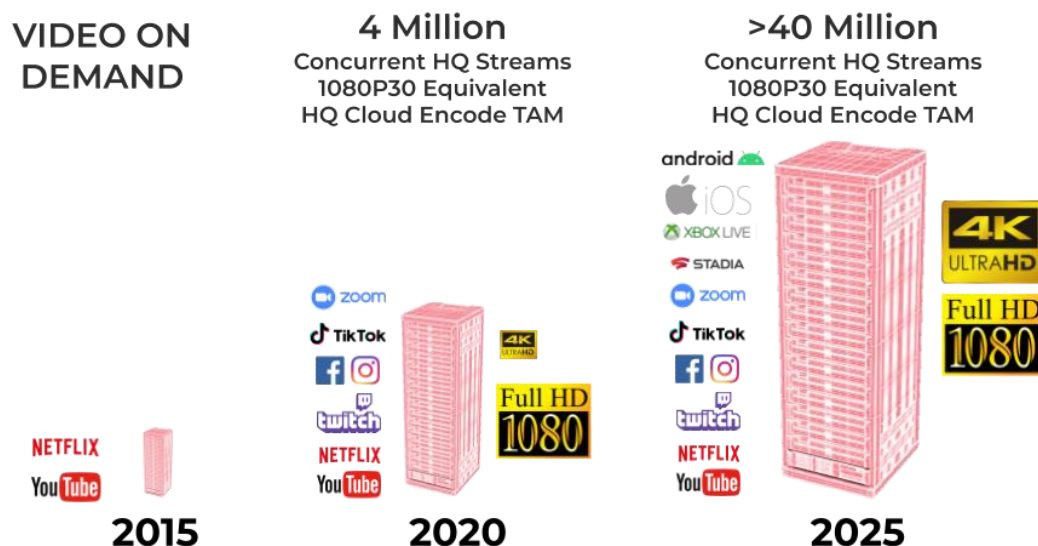 VIDEO ON
DEMAND
NETFLIX
YouTube
2015
4 Million
Concurrent HQ Streams
1080P30 Equivalent
HQ Cloud Encode TAM
zoom
TikTok
twitch
NETFLIX
YouTube
4K
ULTRAHD
Full HD
1080
2020
>40 Million
Concurrent HQ Streams
1080P30 Equivalent
HQ Cloud Encode TAM
android
iOS
XBOX LIVE
STADIA
zoom
TikTok
twitch
NETFLIX
YouTube
4K
ULTRAHD
Full HD
1080
2025